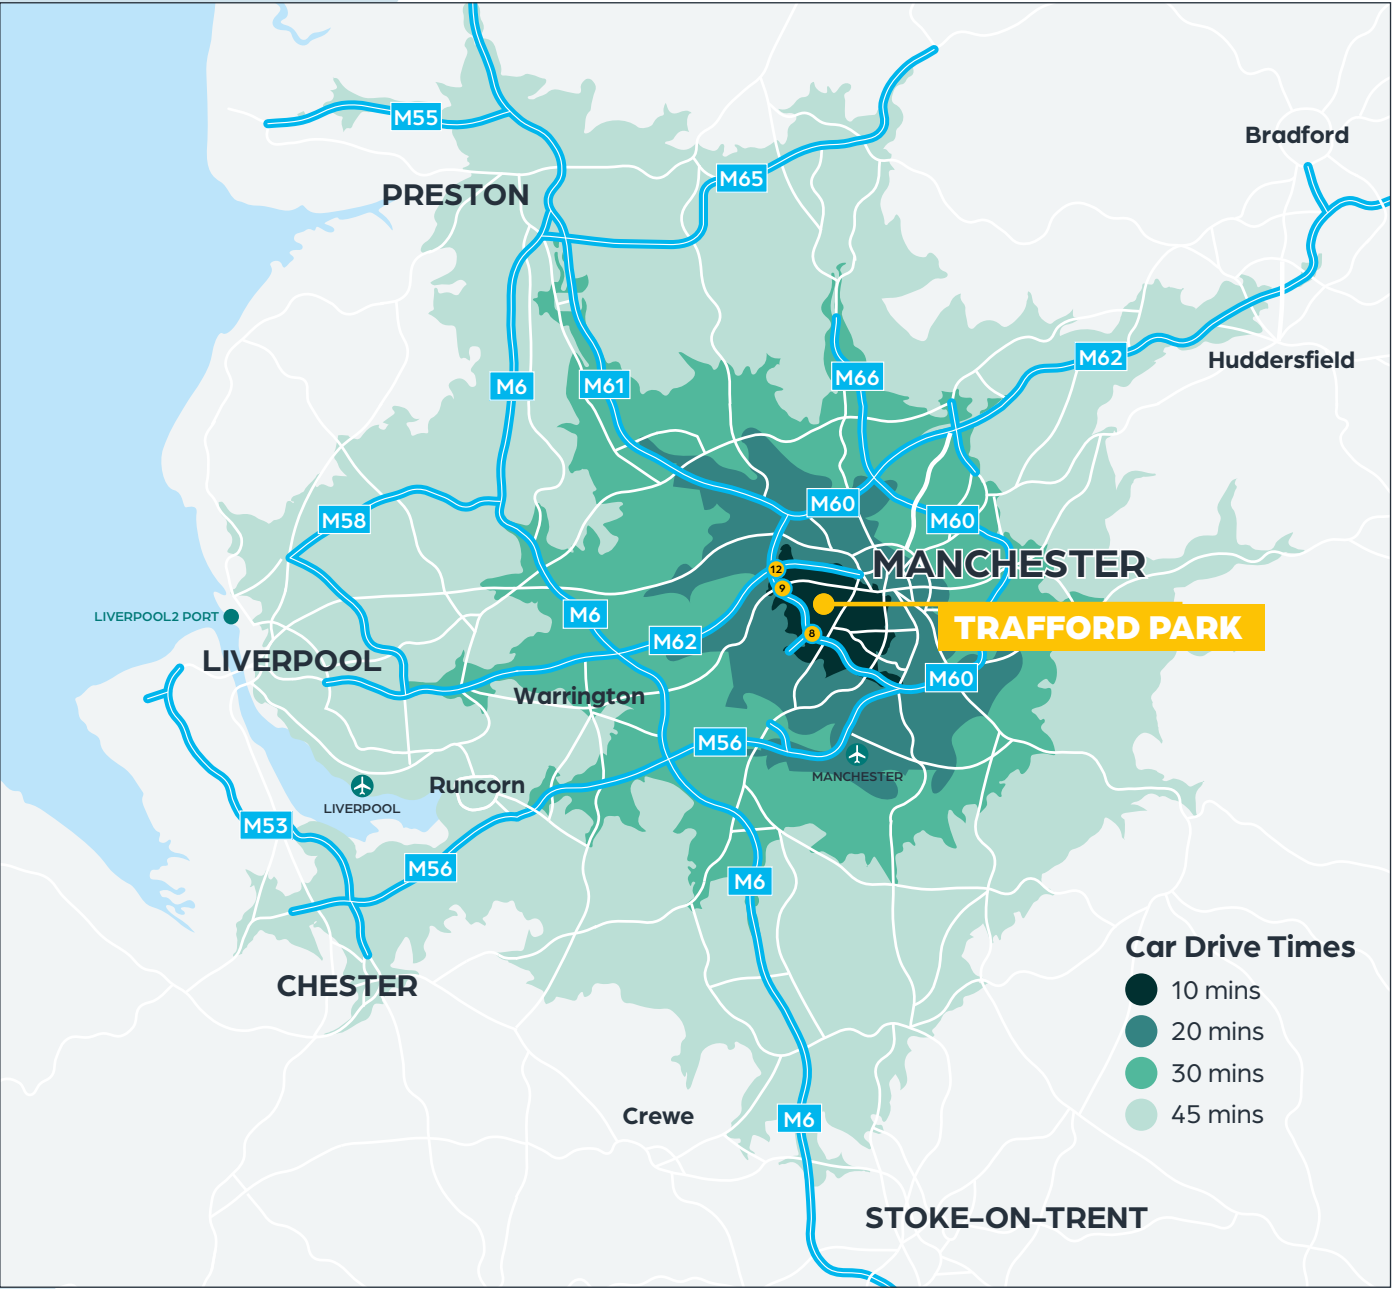 M55
Bradford
M65
PRESTON
M62
Huddersfield
M66
M6
M61
M60
M58
M60
MANCHESTER
12
9
LIVERPOOL2 PORT
M6
TRAFFORD PARK
8
M62
LIVERPOOL
M60
Warrington
M56
MANCHESTER
Runcorn
LIVERPOOL
M53
M56
M6
Car Drive Times
CHESTER
10 mins
20 mins
30 mins
45 mins
Crewe
M6
STOKE-ON-TRENT